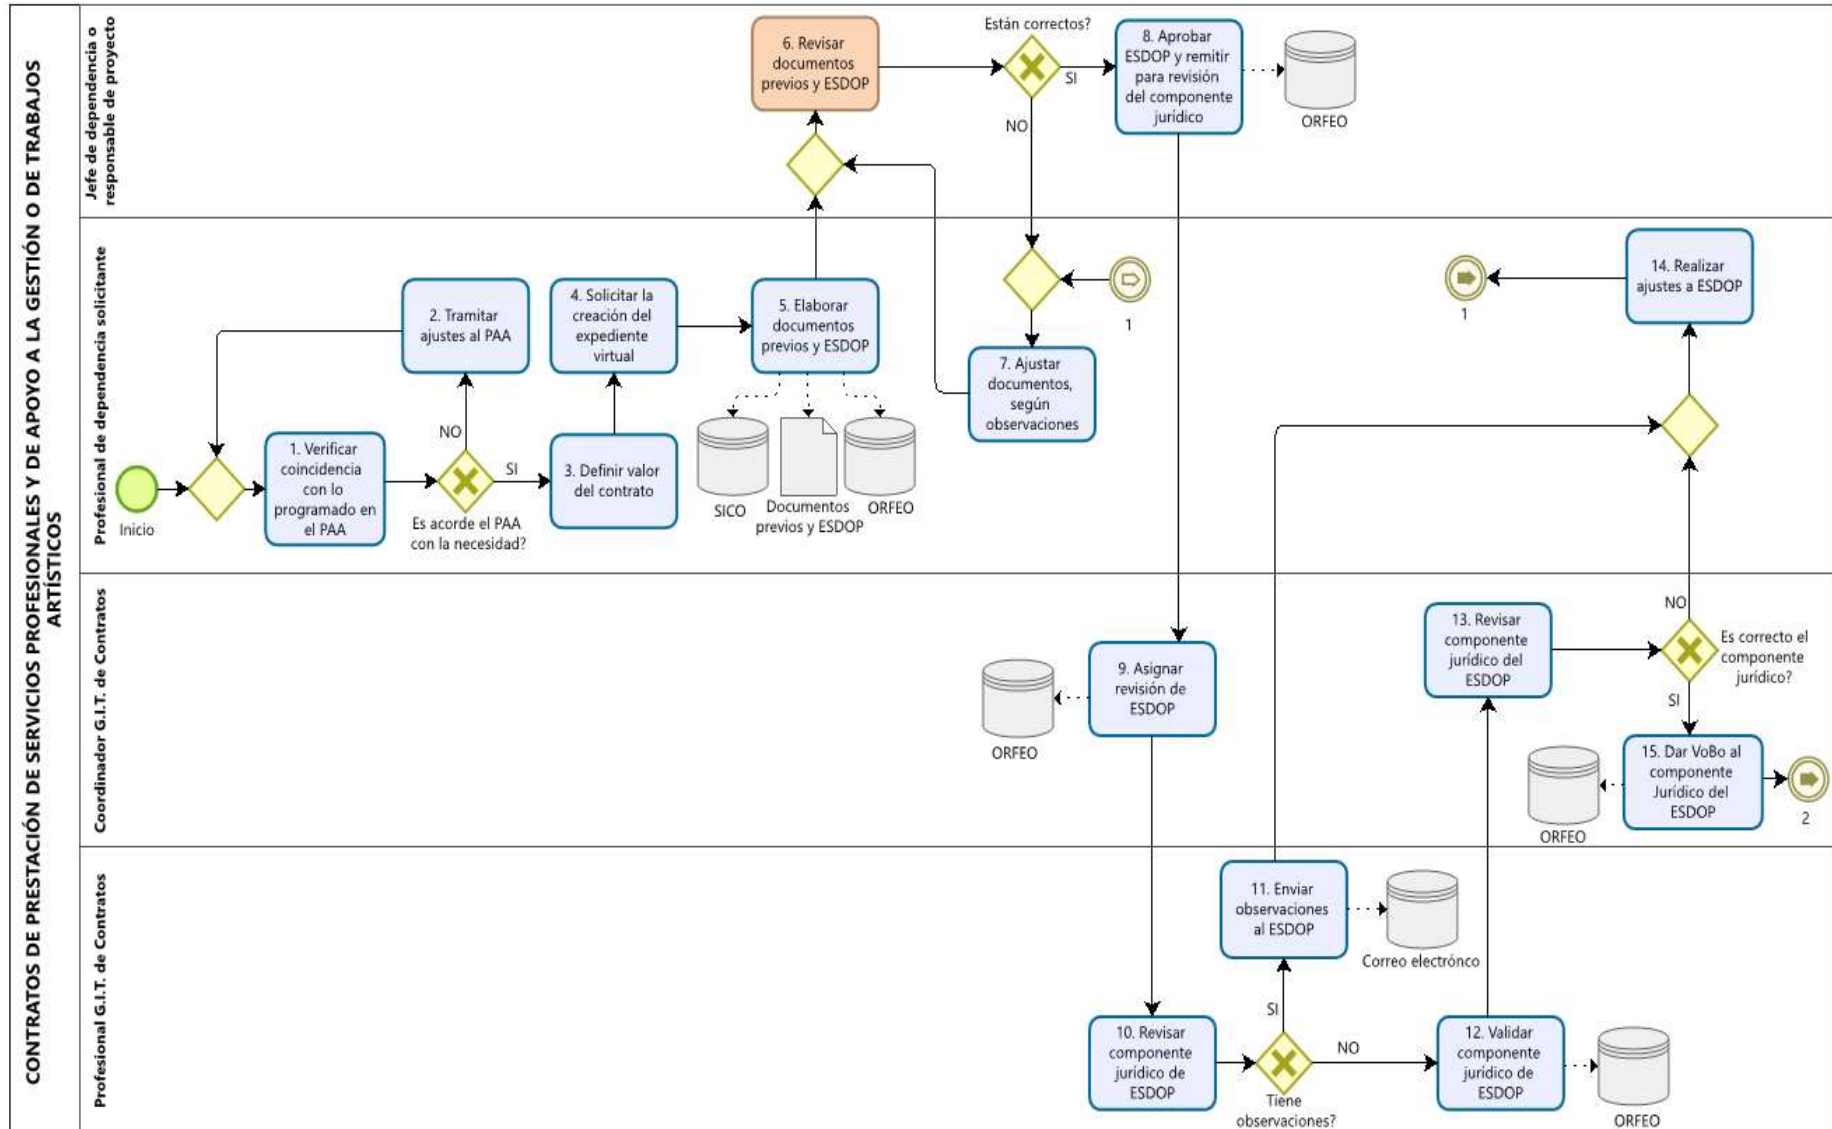 CONTRATOS DE PRESTACIÓN DE SERVICIOS PROFESIONALES Y DE APOYO A LA GESTIÓN O DE TRABAJOS
ARTÍSTICOS
Jefe de dependencia o
responsable de proyecto
6. Revisar
documentos
previos y ESDOP
Están correctos?
SI
NO
8. Aprobar
ESDOP y remitir
para revisión
del componente
jurídico
ORFEO
Profesional de dependencia solicitante
Inicio
1. Verificar
coincidencia
con lo
programado en
el PAA
Es acorde el PAA
con la necesidad?
NO
SI
2. Tramitar
ajustes al PAA
3. Definir valor
del contrato
4. Solicitar la
creación del
expediente
virtual
5. Elaborar
documentos
previos y ESDOP
SICO
Documentos
previos y ESDOP
ORFEO
7. Ajustar
documentos,
según
observaciones
1
1
14. Realizar
ajustes a ESDOP
Coordinador G.I.T. de Contratos
9. Asignar
revisión de
ESDOP
ORFEO
13. Revisar
componente
jurídico del
ESDOP
NO
Es correcto el
componente
jurídico?
SI
15. Dar VoBo al
componente
Jurídico del
ESDOP
ORFEO
2
Profesional G.I.T. de Contratos
10. Revisar
componente
jurídico de
ESDOP
SI
NO
Tiene
observaciones?
11. Enviar
observaciones
al ESDOP
Correo electrónco
12. Validar
componente
jurídico de
ESDOP
ORFEO